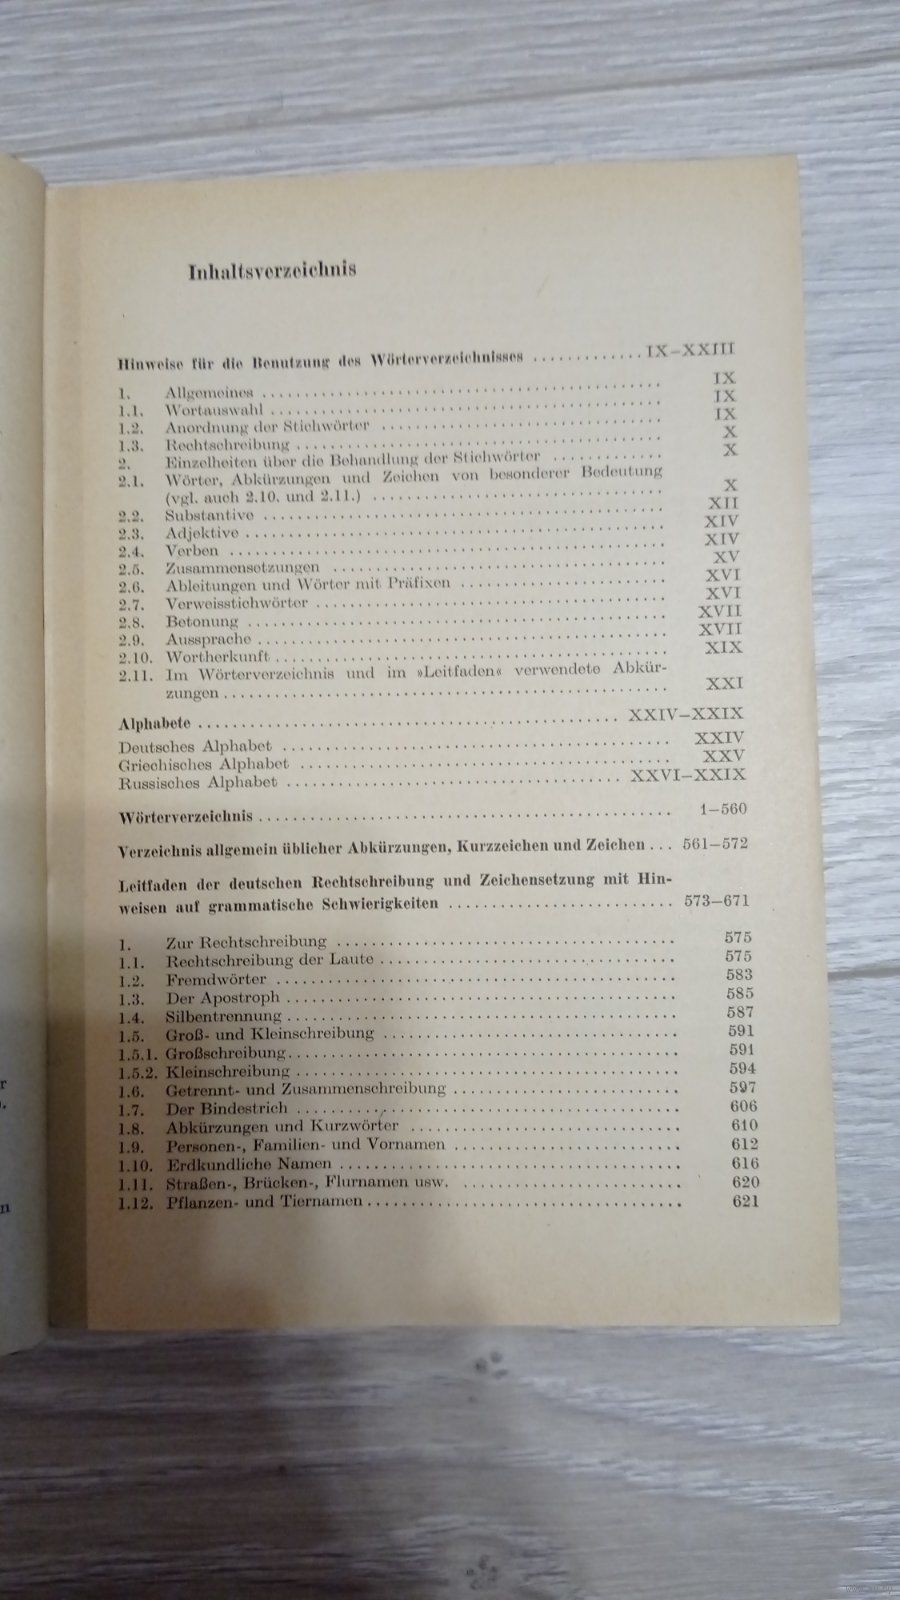 Inhaltsverzeichnis
Hinweise für die Benutzung des Wörterverzeichnisses ............. IX–XXIII
1. Allgemeines ........ IX
1.1. Wortauswahl ........ IX
1.2. Anordnung der Stichwörter ........ IX
1.3. Rechtschreibung ........ X
2. Einzelheiten über die Behandlung der Stichwörter ........ X
2.1. Wörter, Abkürzungen und Zeichen von besonderer Bedeutung
(vgl. auch 2.10. und 2.11.) ........ X
2.2. Substantive ........ XII
2.3. Adjektive ........ XIV
2.4. Verben ........ XIV
2.5. Zusammensetzungen ........ XV
2.6. Ableitungen und Wörter mit Präfixen ........ XVI
2.7. Verweisstichwörter ........ XVI
2.8. Betonung ........ XVII
2.9. Aussprache ........ XVII
2.10. Wortherkunft ........ XIX
2.11. Im Wörterverzeichnis und im »Leitfaden« verwendete Abkür-
zungen ........ XXI
Alphabete ........ XXIV–XXIX
Deutsches Alphabet ........ XXIV
Griechisches Alphabet ........ XXV
Russisches Alphabet ........ XXVI–XXIX
Wörterverzeichnis ........ 1–560
Verzeichnis allgemein üblicher Abkürzungen, Kurzzeichen und Zeichen ... 561–572
Leitfaden der deutschen Rechtschreibung und Zeichensetzung mit Hin-
weisen auf grammatische Schwierigkeiten ........ 573–671
1. Zur Rechtschreibung ........ 575
1.1. Rechtschreibung der Laute ........ 575
1.2. Fremdwörter ........ 583
1.3. Der Apostroph ........ 585
1.4. Silbentrennung ........ 587
1.5. Groß- und Kleinschreibung ........ 591
1.5.1. Großschreibung ........ 591
1.5.2. Kleinschreibung ........ 594
1.6. Getrennt- und Zusammenschreibung ........ 597
1.7. Der Bindestrich ........ 606
1.8. Abkürzungen und Kurzwörter ........ 610
1.9. Personen-, Familien- und Vornamen ........ 612
1.10. Erdkundliche Namen ........ 616
1.11. Straßen-, Brücken-, Flurnamen usw. ........ 620
1.12. Pflanzen- und Tiernamen ........ 621